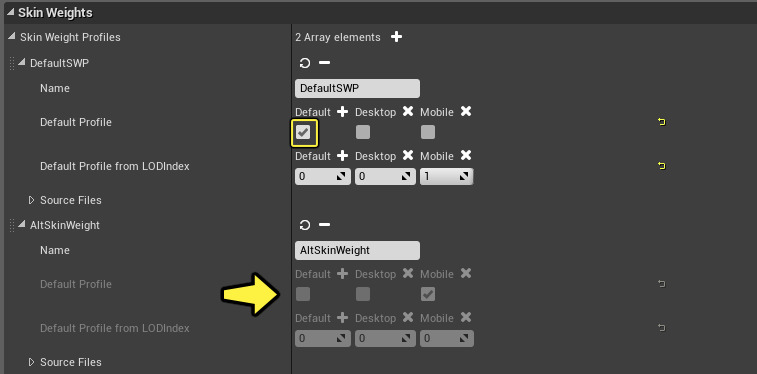 Skin Weights
Skin Weight Profiles 2 Array elements
DefaultSWP
Name DefaultSWP
Default Desktop Mobile
Default Profile
Default Desktop Mobile
Default Profile from LODIndex
0 0 1
Source Files
AltSkinWeight
Name AltSkinWeight
Default Desktop Mobile
Default Profile
Default Desktop Mobile
Default Profile from LODIndex
0 0 0
Source Files